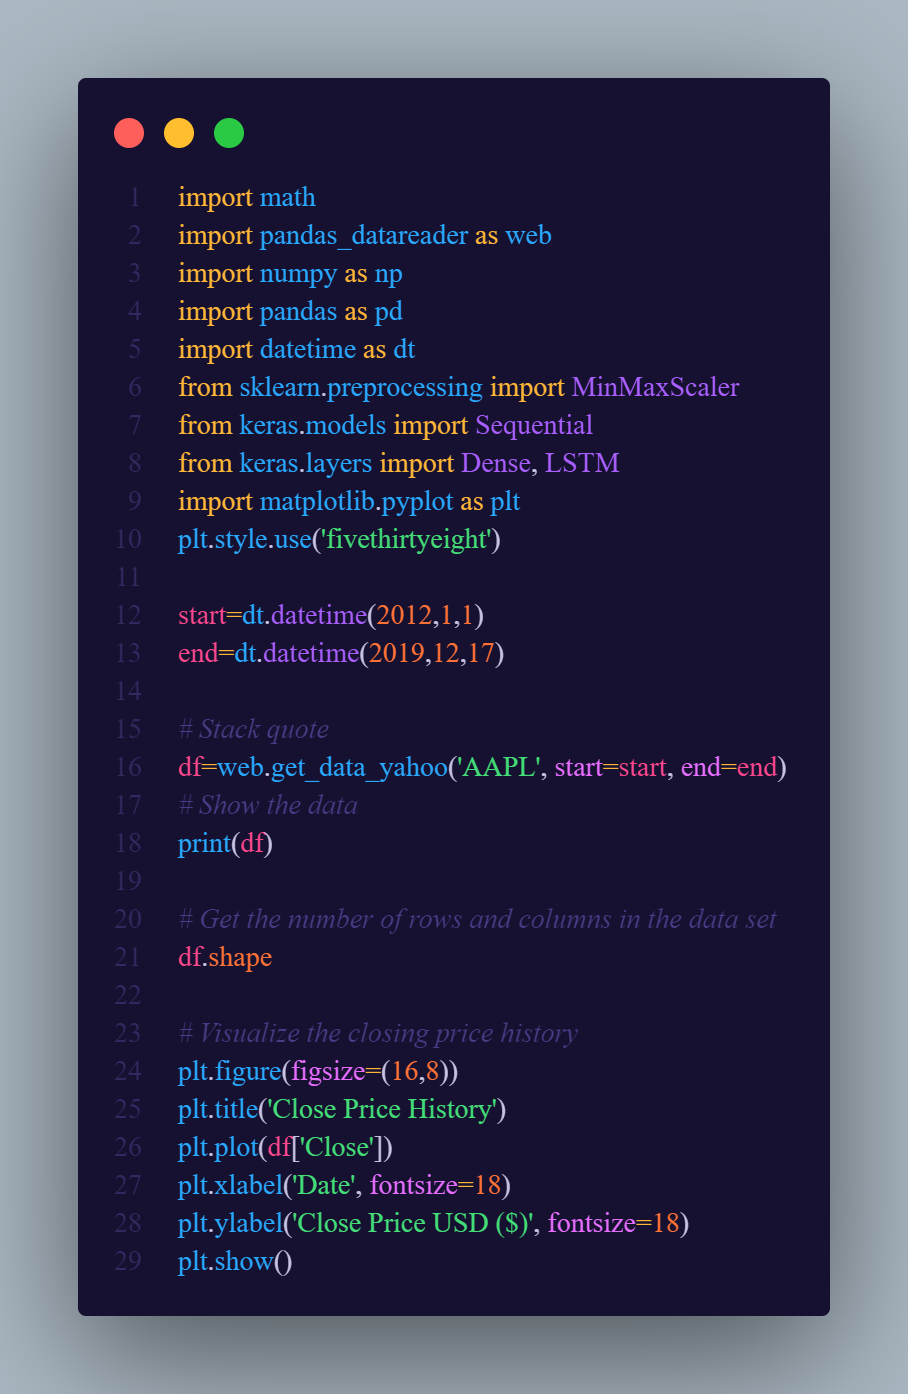 1 import math
2 import pandas_datareader as web
3 import numpy as np
4 import pandas as pd
5 import datetime as dt
6 from sklearn.preprocessing import MinMaxScaler
7 from keras.models import Sequential
8 from keras.layers import Dense, LSTM
9 import matplotlib.pyplot as plt
10 plt.style.use('fivethirtyeight')
11
12 start=dt.datetime(2012,1,1)
13 end=dt.datetime(2019,12,17)
14
15 # Stack quote
16 df=web.get_data_yahoo('AAPL', start=start, end=end)
17 # Show the data
18 print(df)
19
20 # Get the number of rows and columns in the data set
21 df.shape
22
23 # Visualize the closing price history
24 plt.figure(figsize=(16,8))
25 plt.title('Close Price History')
26 plt.plot(df['Close'])
27 plt.xlabel('Date', fontsize=18)
28 plt.ylabel('Close Price USD ($)', fontsize=18)
29 plt.show()